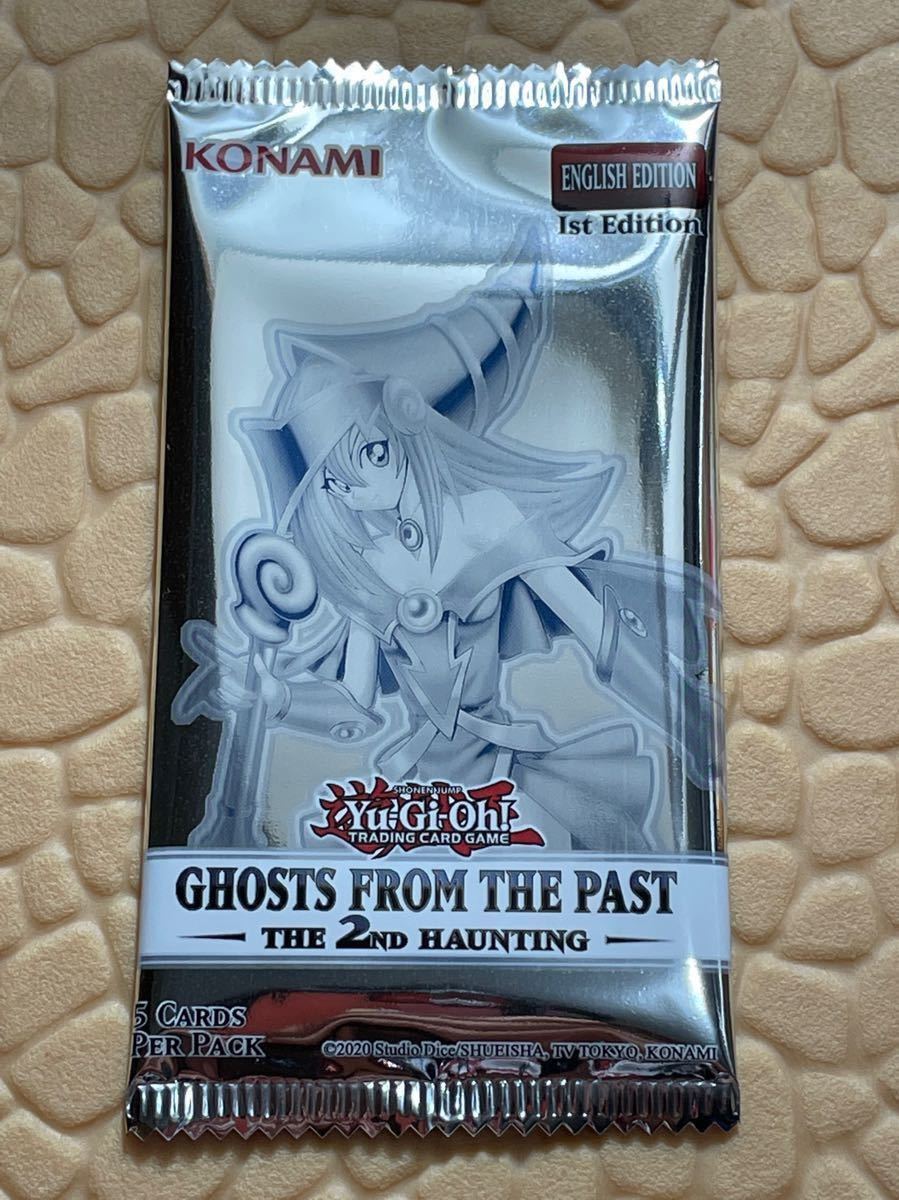 KONAMI
ENGLISH EDITION
1st Edition
SHONEN JUMP
Yu-Gi-Oh!
TRADING CARD GAME
GHOSTS FROM THE PAST
THE 2ND HAUNTING
5 CARDS
PER PACK
©2020 Studio Dice/SHUEISHA, TV TOKYO, KONAMI